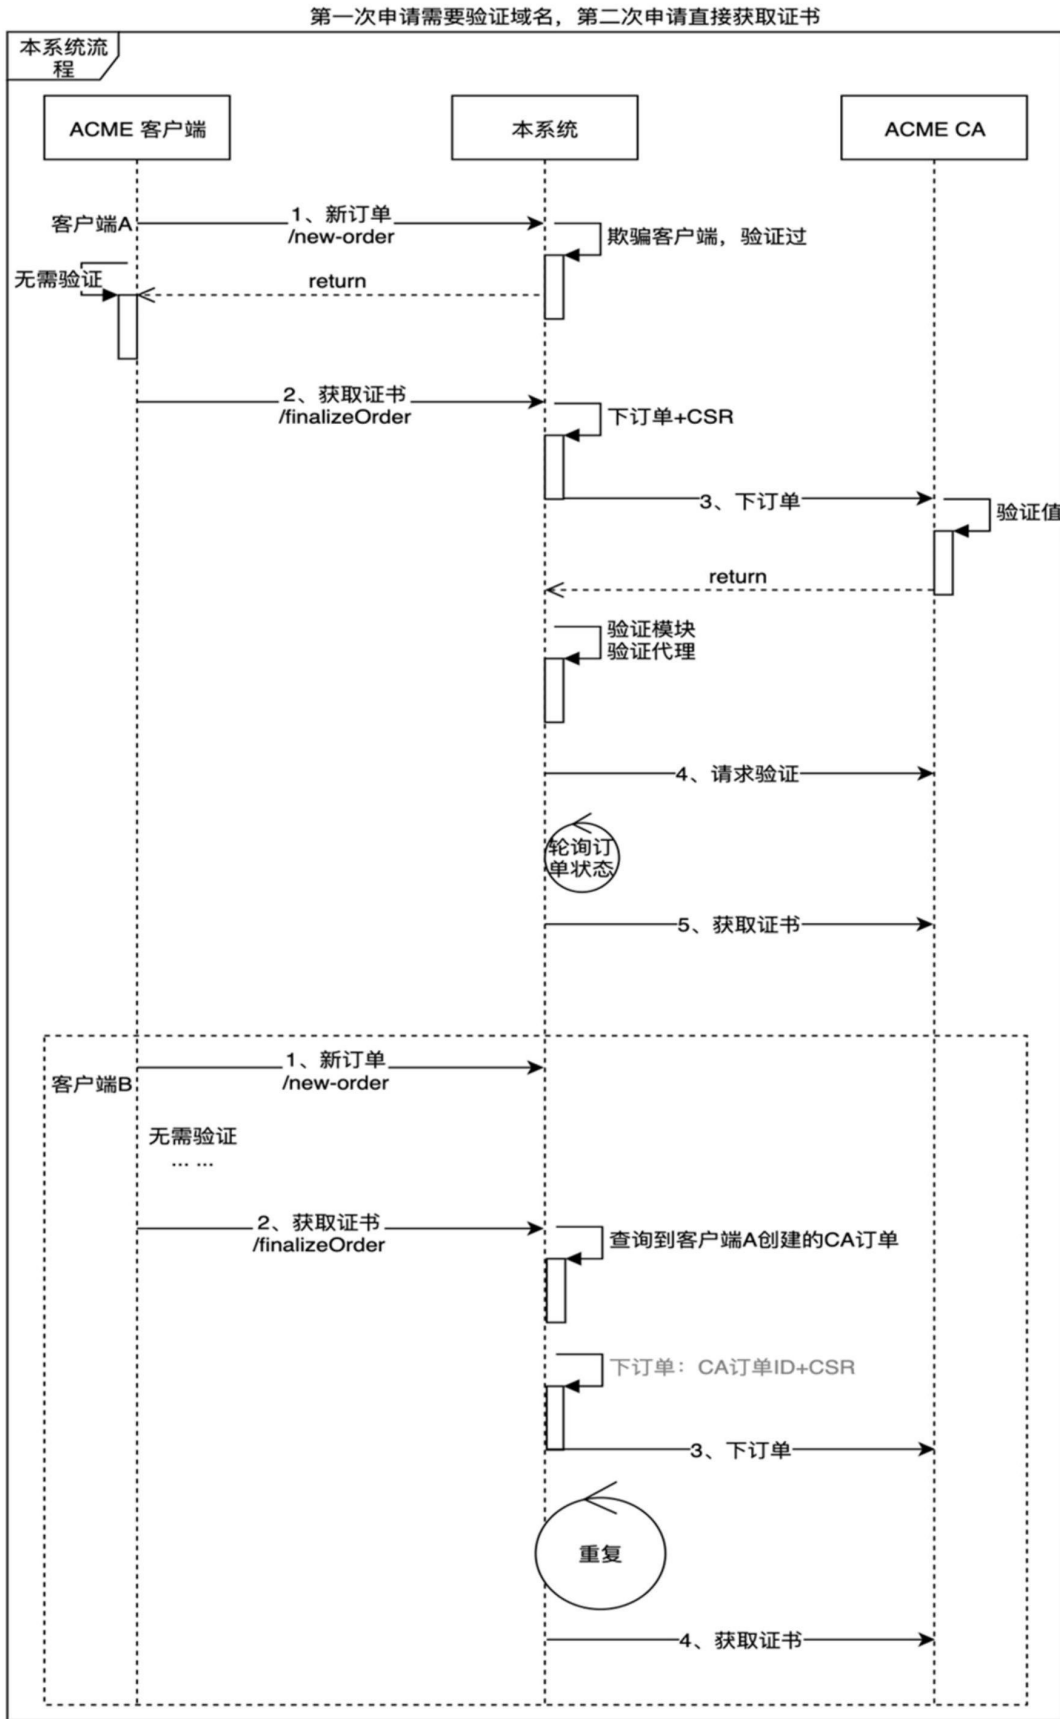 第一次申请需要验证域名，第二次申请直接获取证书
本系统流
程
ACME 客户端
本系统
ACME CA
客户端A
1、新订单
/new-order
欺骗客户端，验证过
无需验证
return
2、获取证书
/finalizeOrder
下订单+CSR
3、下订单
验证值
return
验证模块
验证代理
4、请求验证
轮询订
单状态
5、获取证书
1、新订单
/new-order
客户端B
无需验证
... ...
2、获取证书
/finalizeOrder
查询到客户端A创建的CA订单
下订单：CA订单ID+CSR
3、下订单
重复
4、获取证书